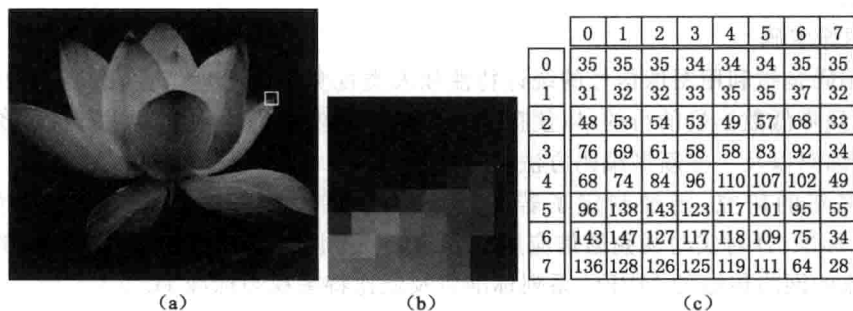 0 1 2 3 4 5 6 7
0 35 35 35 34 34 34 35 35
1 31 32 32 33 35 35 37 32
2 48 53 54 53 49 57 68 33
3 76 69 61 58 58 83 92 34
4 68 74 84 96 110 107 102 49
5 96 138 143 123 117 101 95 55
6 143 147 127 117 118 109 75 34
7 136 128 126 125 119 111 64 28
(a) (b) (c)